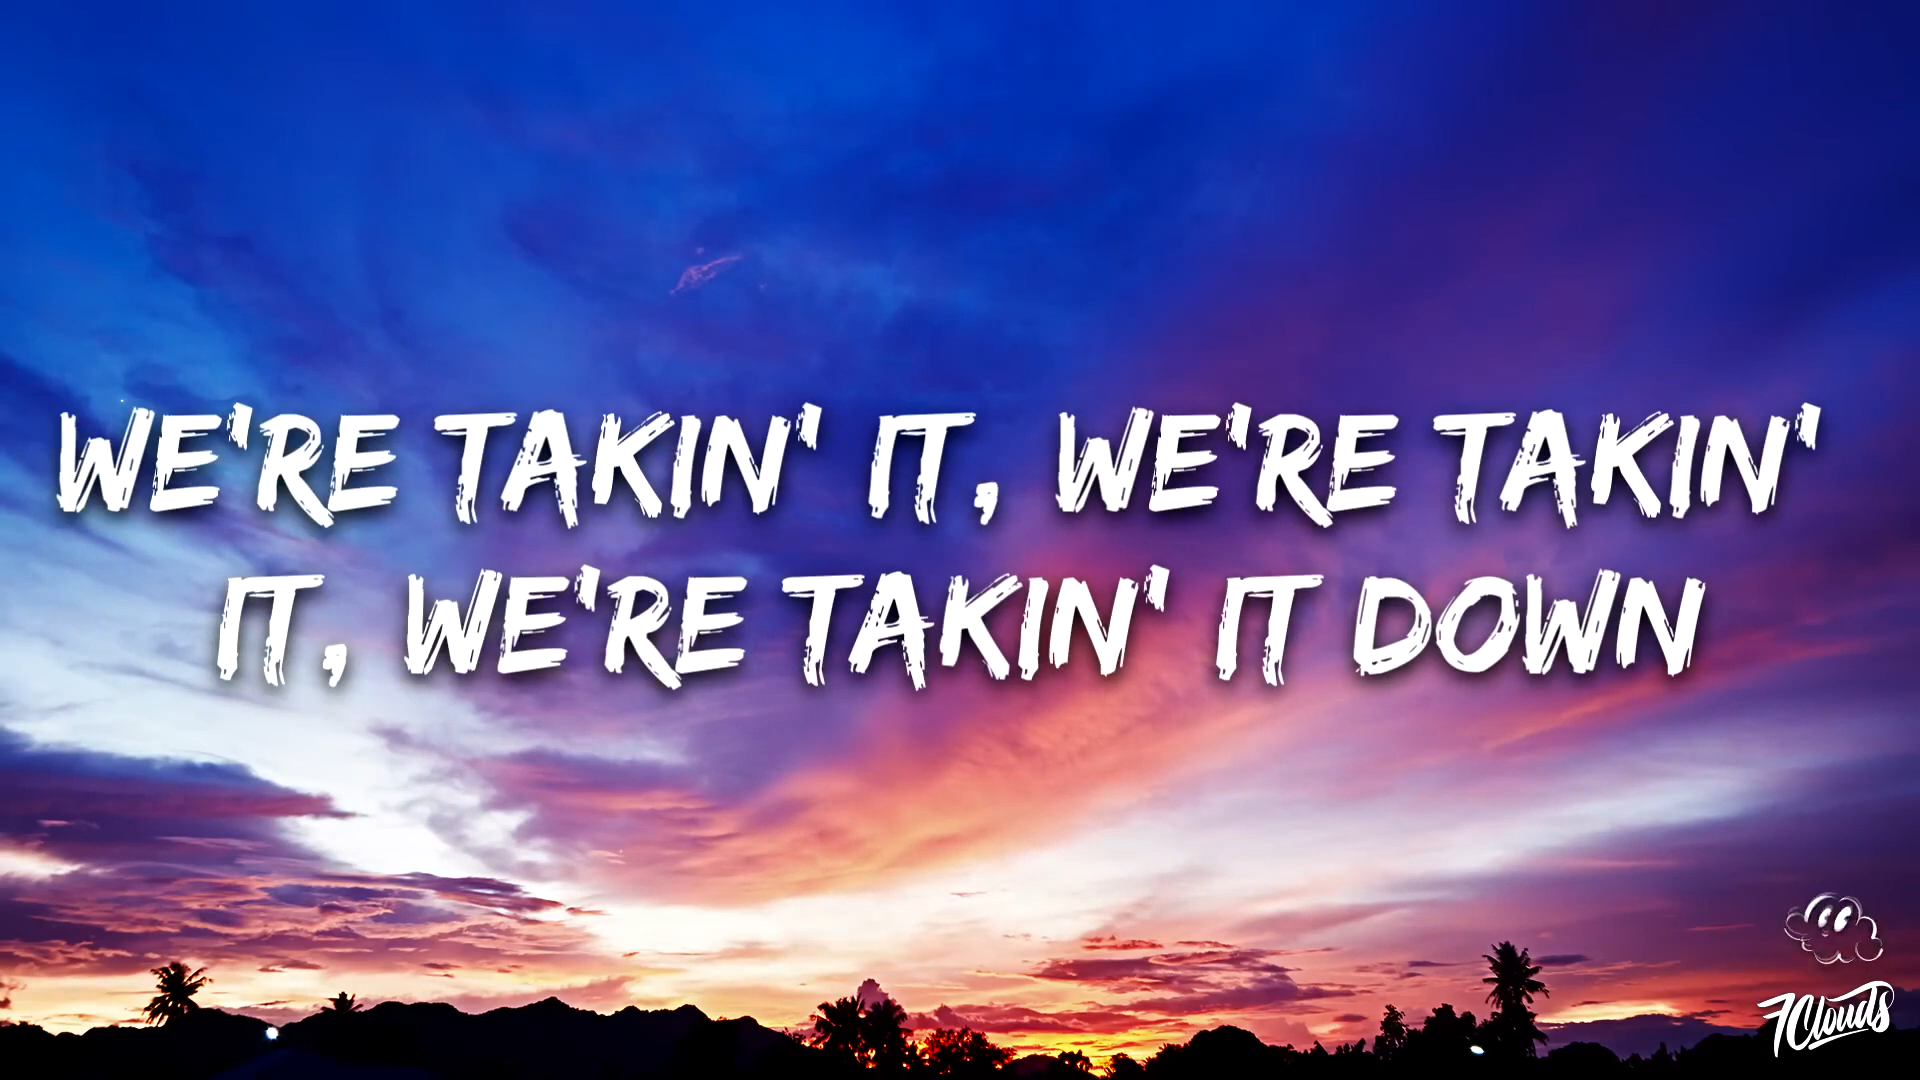 WE'RE TAKIN' IT, WE'RE TAKIN'
IT, WE'RE TAKIN' IT DOWN
7Clouds